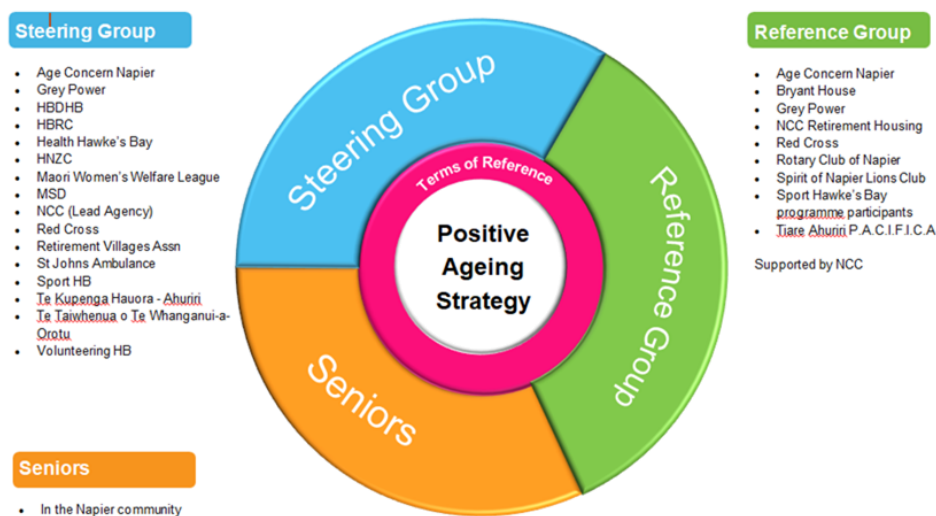 Steering Group
Age Concern Napier
Grey Power
HBDHB
HBRC
Health Hawke's Bay
HNZC
Maori Women's Welfare League
MSD
NCC (Lead Agency)
Red Cross
Retirement Villages Assn
St Johns Ambulance
Sport HB
Te Kupenga Hauora - Ahuriri
Te Taiwhenua o Te Whanganui-a-
Orotu
Volunteering HB
Seniors
In the Napier community
Steering Group
Reference Group
Seniors
Terms of Reference
Positive
Ageing
Strategy
Reference Group
Age Concern Napier
Bryant House
Grey Power
NCC Retirement Housing
Red Cross
Rotary Club of Napier
Spirit of Napier Lions Club
Sport Hawke's Bay
programme participants
Tiare Ahuriri P.A.C.I.F.I.C.A
Supported by NCC